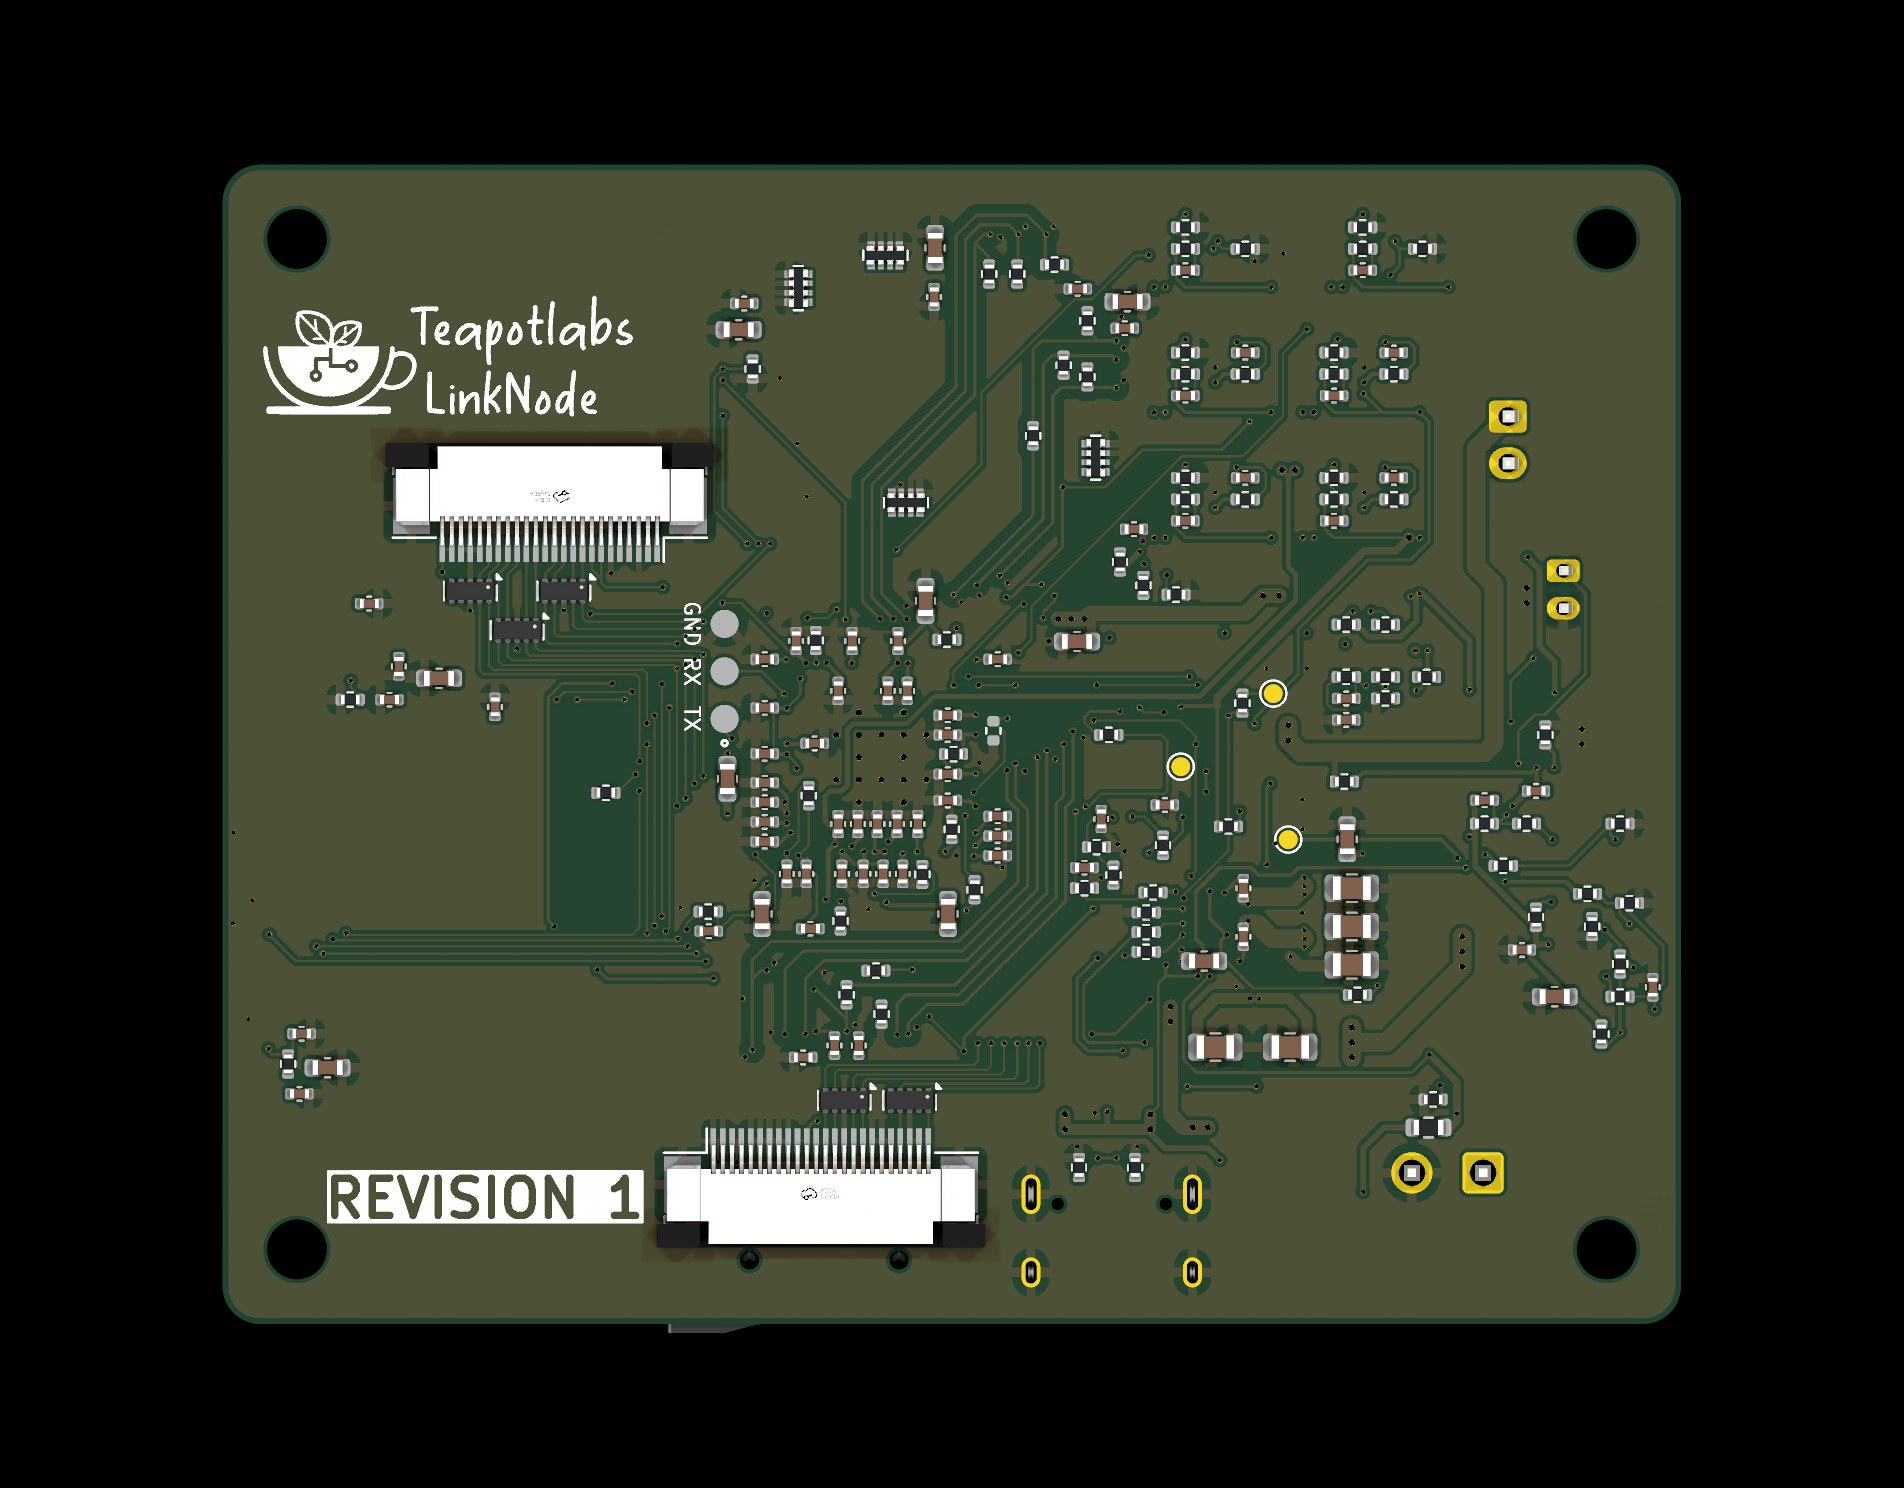 Teapotlabs
LinkNode
GND
RX
TX
REVISION 1